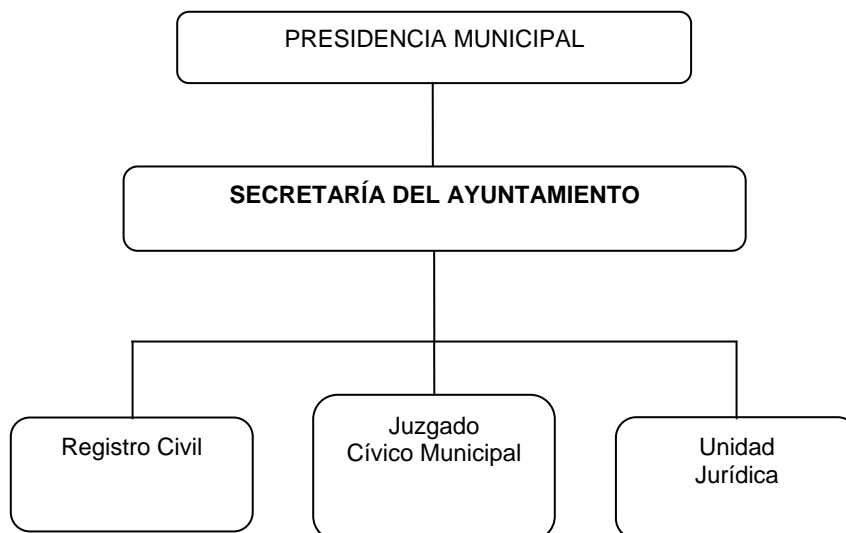 PRESIDENCIA MUNICIPAL
SECRETARÍA DEL AYUNTAMIENTO
Registro Civil
Juzgado
Cívico Municipal
Unidad
Jurídica